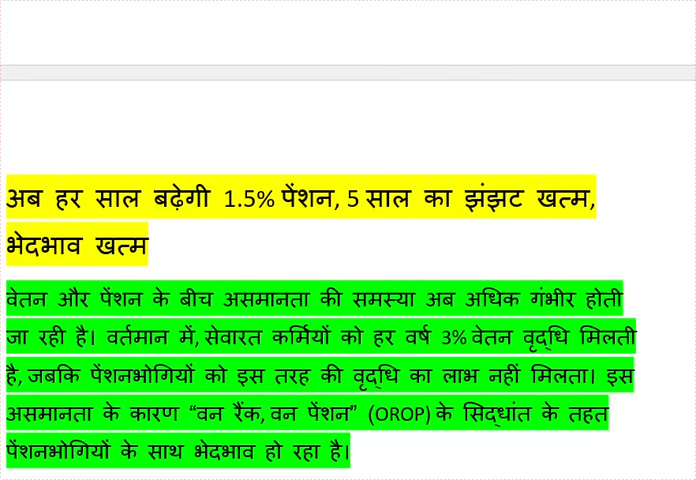 अब हर साल बढ़ेगी 1.5% पेंशन, 5 साल का झंझट खत्म,
भेदभाव खत्म
वेतन और पेंशन के बीच असमानता की समस्या अब अधिक गंभीर होती
जा रही है। वर्तमान में, सेवारत कर्मियों को हर वर्ष 3% वेतन वृद्धि मिलती
है, जबकि पेंशनभोगियों को इस तरह की वृद्धि का लाभ नहीं मिलता। इस
असमानता के कारण “वन रैंक, वन पेंशन” (OROP) के सिद्धांत के तहत
पेंशनभोगियों के साथ भेदभाव हो रहा है।